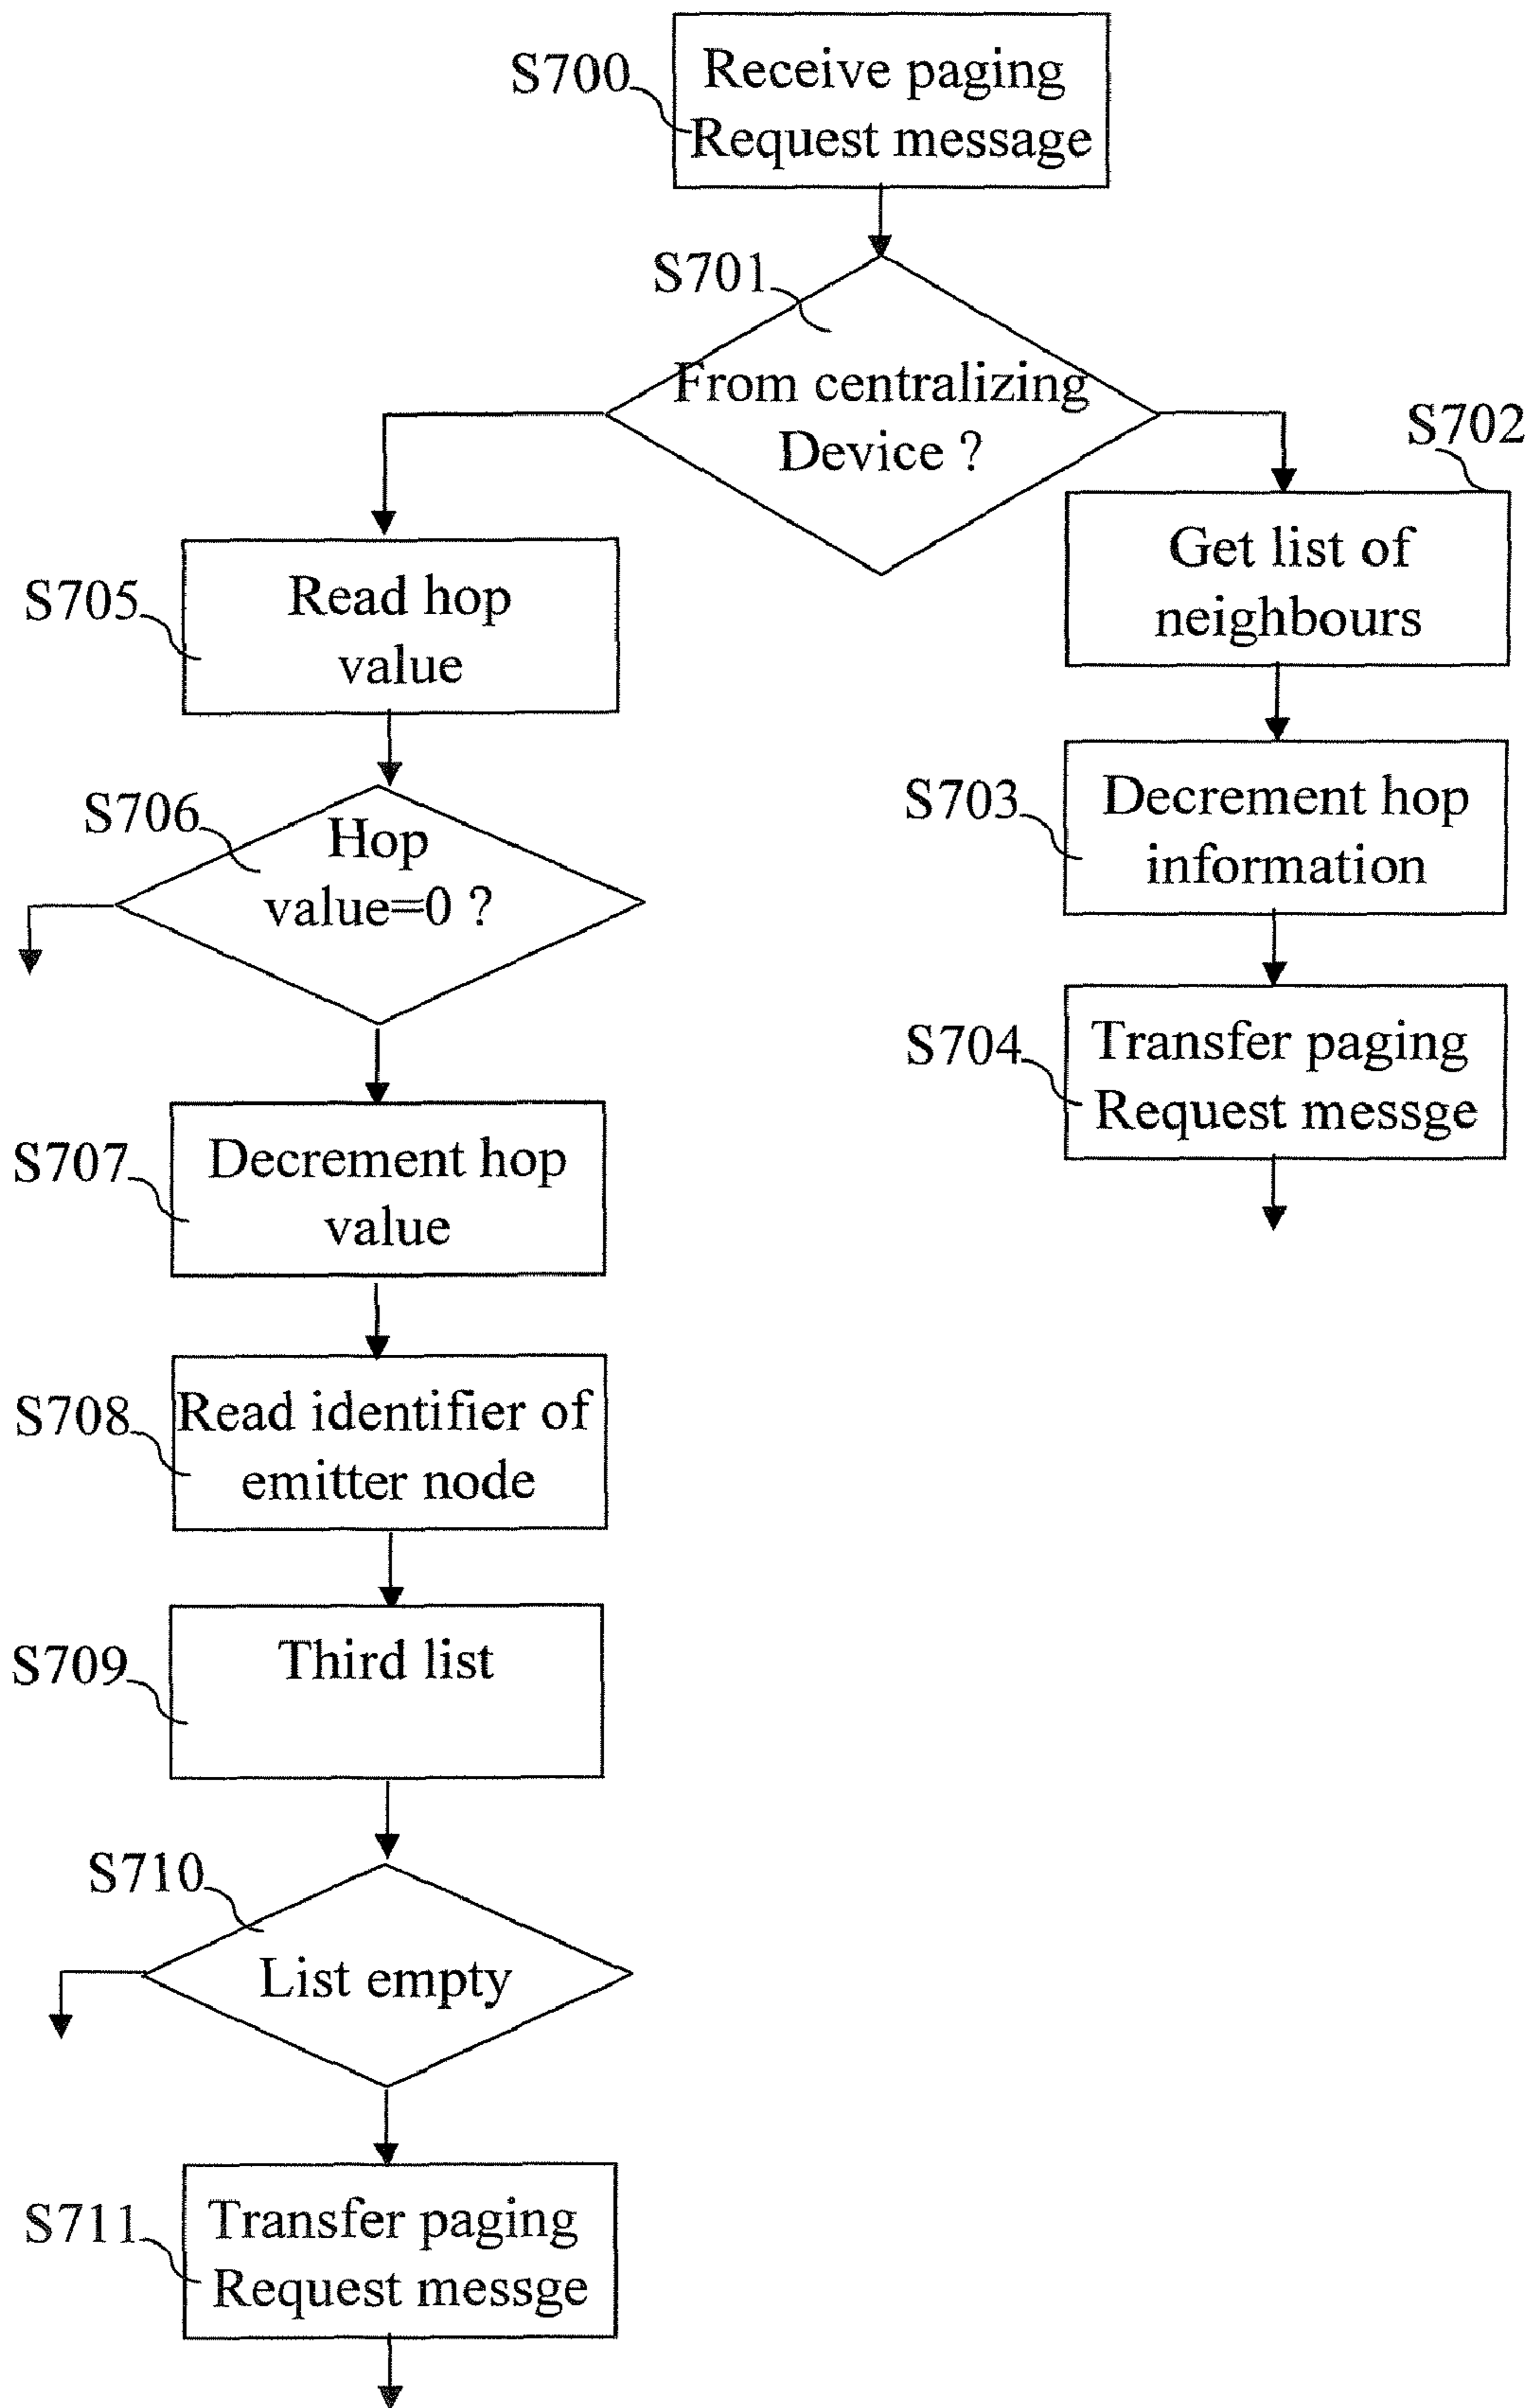 S700
Receive paging
Request message
S701
From centralizing
Device ?
S702
Get list of
neighbours
S705
Read hop
value
S703
Decrement hop
information
S706
Hop
value=0 ?
S704
Transfer paging
Request messge
S707
Decrement hop
value
S708
Read identifier of
emitter node
S709
Third list
S710
List empty
S711
Transfer paging
Request messge